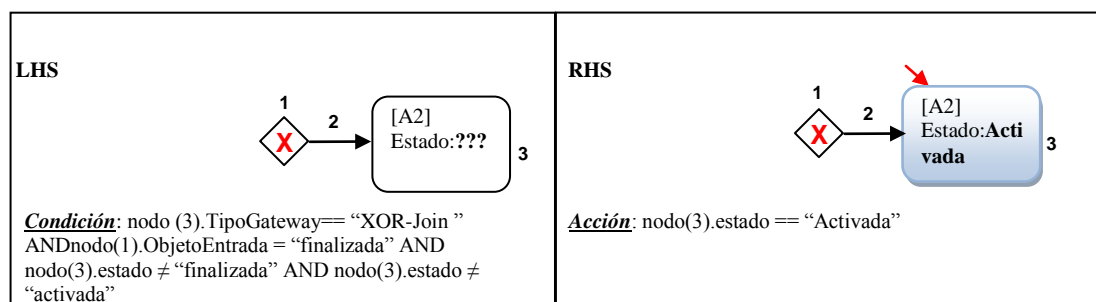 LHS
1
2
X
[A2]
Estado:???
3
Condición: nodo (3).TipoGateway== “XOR-Join ”
ANDnodo(1).ObjetoEntrada = “finalizada” AND
nodo(3).estado ≠ “finalizada” AND nodo(3).estado ≠
“activada”
RHS
1
2
X
[A2]
Estado:Acti
vada
3
Acción: nodo(3).estado == “Activada”